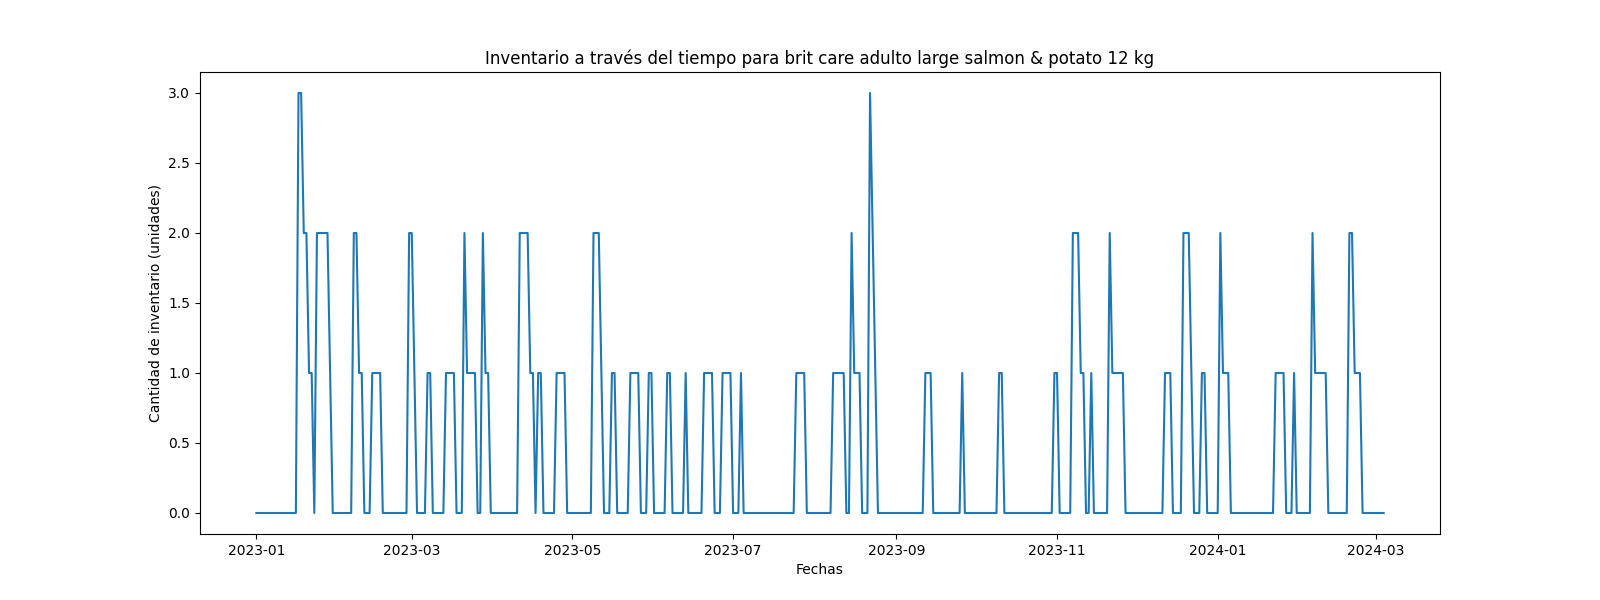 Inventario a través del tiempo para brit care adulto large salmon & potato 12 kg
Cantidad de inventario (unidades)
3.0
2.5
2.0
1.5
1.0
0.5
0.0
2023-01 2023-03 2023-05 2023-07 2023-09 2023-11 2024-01 2024-03
Fechas